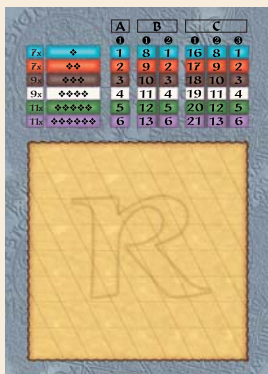 A B C
❶ ❶ ❷ ❶ ❷ ❸
7x ❖ 1 8 1 16 8 1
7x ❖❖ 2 9 2 17 9 2
9x ❖❖❖ 3 10 3 18 10 3
9x ❖❖❖❖ 4 11 4 19 11 4
11x ❖❖❖❖❖ 5 12 5 20 12 5
11x ❖❖❖❖❖❖ 6 13 6 21 13 6
R